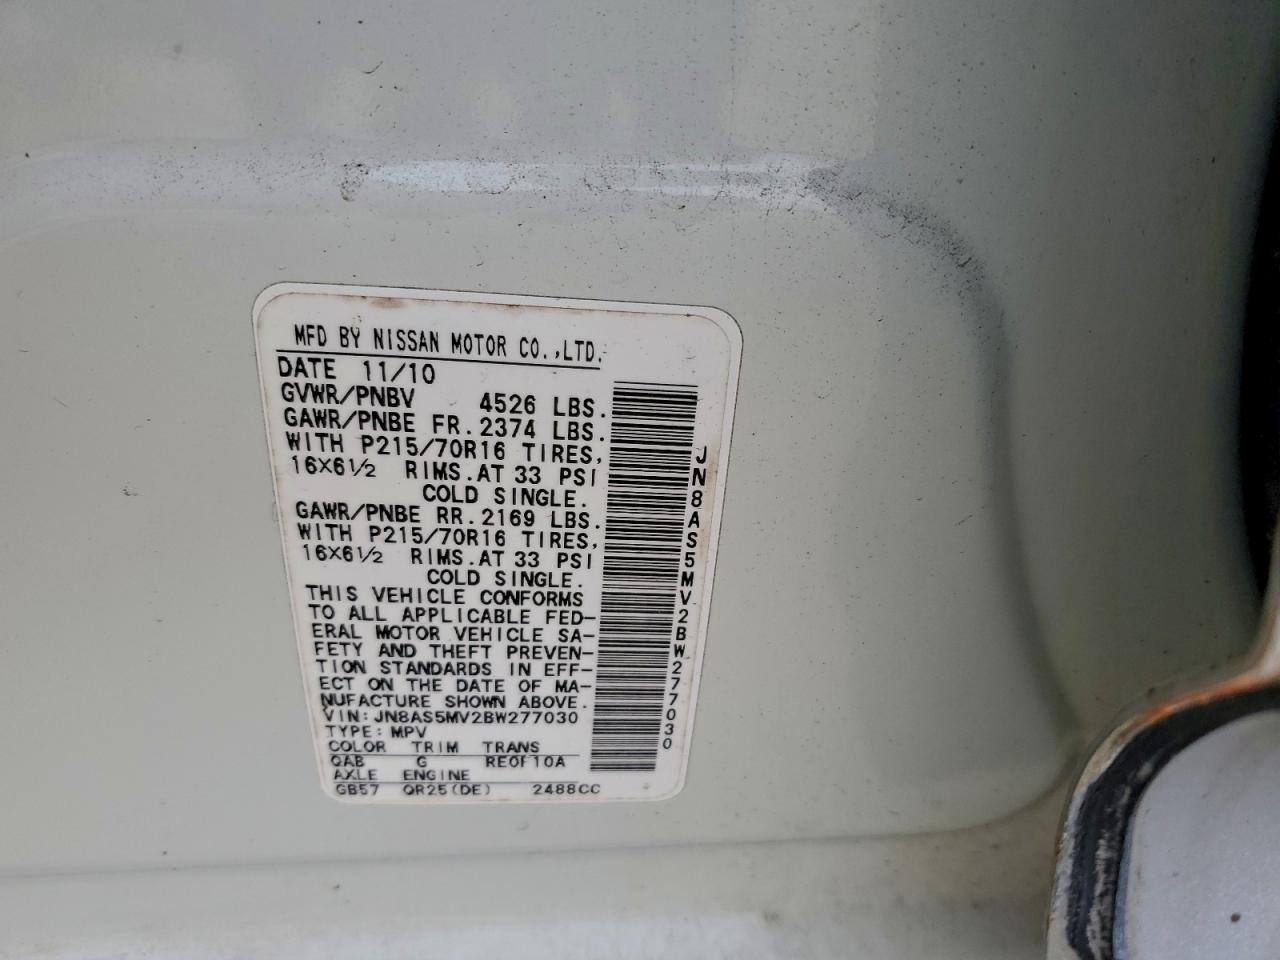 MFD BY NISSAN MOTOR CO.,LTD.
DATE 11/10
GVWR/PNBV 4526 LBS.
GAWR/PNBE FR.2374 LBS.
WITH P215/70R16 TIRES,
16×6½ RIMS.AT 33 PSI
COLD SINGLE.
GAWR/PNBE RR.2169 LBS.
WITH P215/70R16 TIRES,
16×6½ RIMS.AT 33 PSI
COLD SINGLE.
THIS VEHICLE CONFORMS
TO ALL APPLICABLE FED-
ERAL MOTOR VEHICLE SA-
FETY AND THEFT PREVEN-
TION STANDARDS IN EFF-
ECT ON THE DATE OF MA-
NUFACTURE SHOWN ABOVE.
VIN: JN8AS5MV2BW277030
TYPE: MPV
COLOR TRIM TRANS
QAB G RE0F10A
AXLE ENGINE
GB57 QR25(DE) 2488CC
JN8AS5MV2BW277030